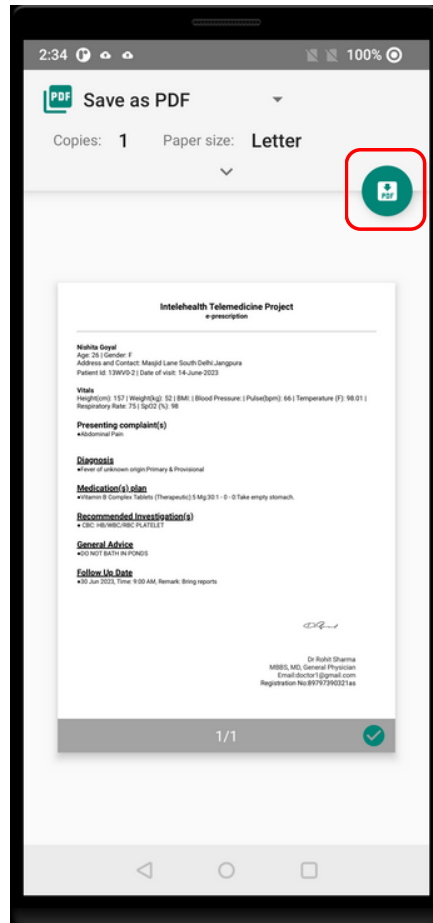 2:34 100%
PDF Save as PDF
Copies: 1 Paper size: Letter
PDF
Intelehealth Telemedicine Project
e-prescription
Nishita Goyal
Age: 26 | Gender: F
Address and Contact: Masjid Lane South Delhi Jangpura
Patient Id: 13WV0-2 | Date of visit: 14-June-2023
Vitals
Height(cm): 157 | Weight(kg): 52 | BMI: | Blood Pressure: | Pulse(bpm): 66 | Temperature (F): 98.01 |
Respiratory Rate: 75 | SpO2 (%): 98
Presenting complaint(s)
●Abdominal Pain
Diagnosis
●Fever of unknown origin:Primary & Provisional
Medication(s) plan
●Vitamin B Complex Tablets (Therapeutic):5 Mg:30:1 - 0 - 0:Take empty stomach.
Recommended Investigation(s)
● CBC: HB/WBC/RBC PLATELET
General Advice
●DO NOT BATH IN PONDS
Follow Up Date
●30 Jun 2023, Time: 9:00 AM, Remark: Bring reports
Dr Rohit Sharma
MBBS, MD, General Physician
Email:doctor1@gmail.com
Registration No:89797390321as
1/1